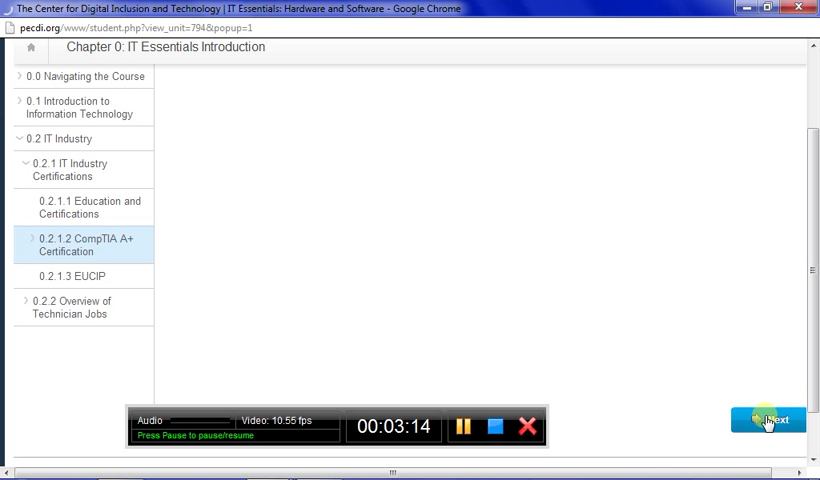 The Center for Digital Inclusion and Technology | IT Essentials: Hardware and Software - Google Chrome
pecdi.org/www/student.php?view_unit=794&popup=1
Chapter 0: IT Essentials Introduction
0.0 Navigating the Course
0.1 Introduction to
Information Technology
0.2 IT Industry
0.2.1 IT Industry
Certifications
0.2.1.1 Education and
Certifications
0.2.1.2 CompTIA A+
Certification
0.2.1.3 EUCIP
0.2.2 Overview of
Technician Jobs
Audio
Video: 10.55 fps
Press Pause to pause/resume
00:03:14
Next